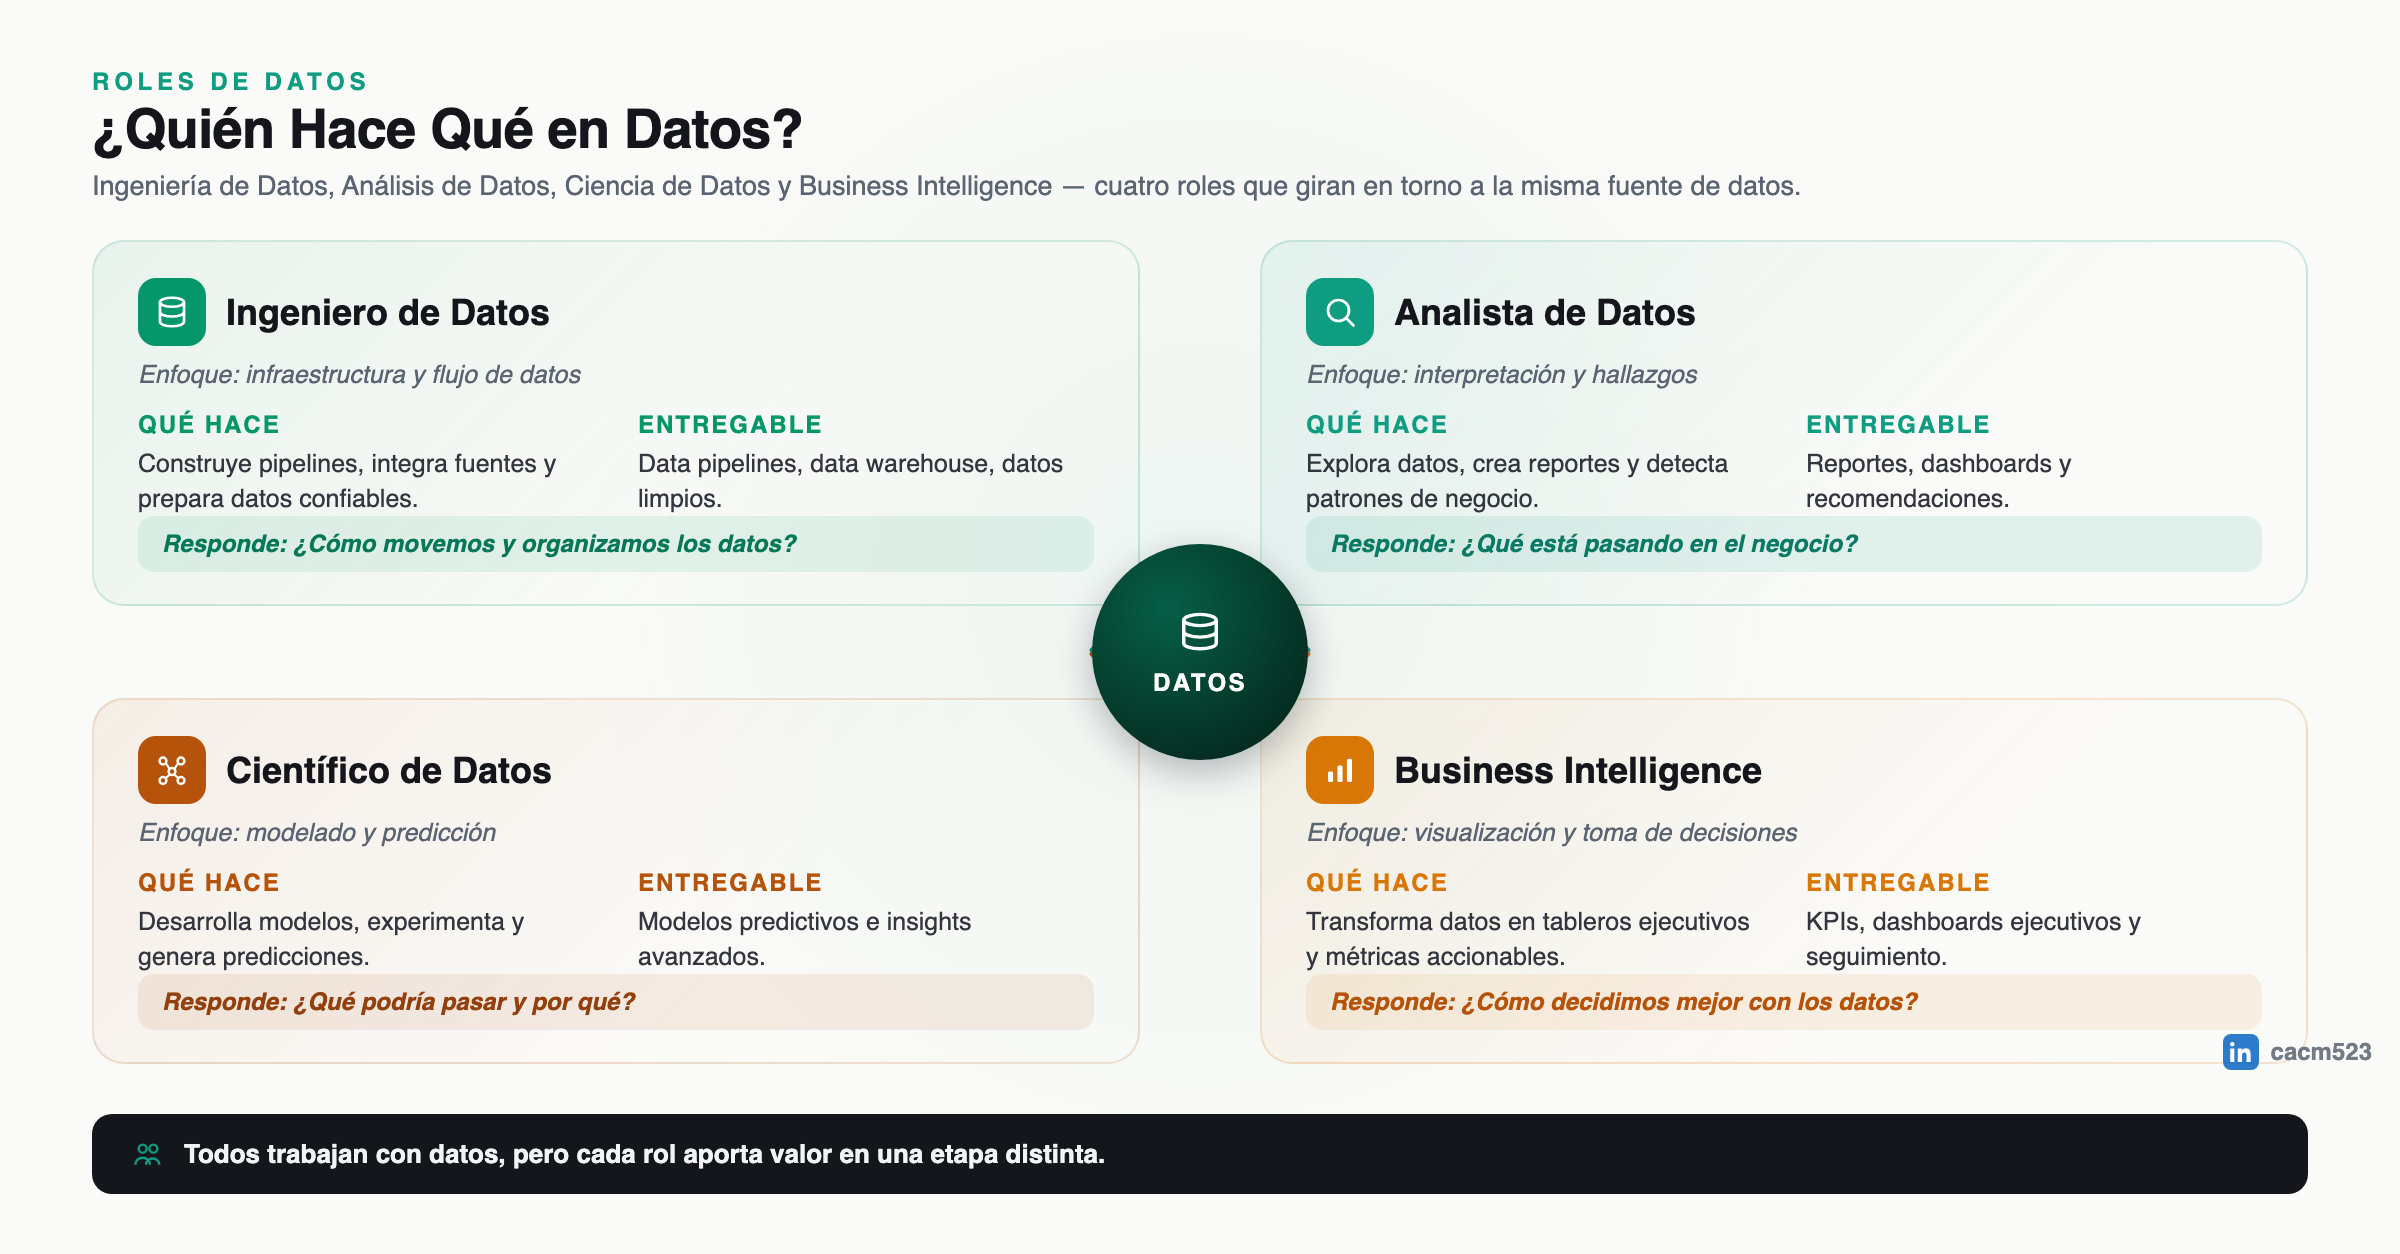 ROLES DE DATOS
¿Quién Hace Qué en Datos?
Ingeniería de Datos, Análisis de Datos, Ciencia de Datos y Business Intelligence — cuatro roles que giran en torno a la misma fuente de datos.
Ingeniero de Datos
Enfoque: infraestructura y flujo de datos
QUÉ HACE
Construye pipelines, integra fuentes y
prepara datos confiables.
ENTREGABLE
Data pipelines, data warehouse, datos
limpios.
Responde: ¿Cómo movemos y organizamos los datos?
Analista de Datos
Enfoque: interpretación y hallazgos
QUÉ HACE
Explora datos, crea reportes y detecta
patrones de negocio.
ENTREGABLE
Reportes, dashboards y
recomendaciones.
Responde: ¿Qué está pasando en el negocio?
DATOS
Científico de Datos
Enfoque: modelado y predicción
QUÉ HACE
Desarrolla modelos, experimenta y
genera predicciones.
ENTREGABLE
Modelos predictivos e insights
avanzados.
Responde: ¿Qué podría pasar y por qué?
Business Intelligence
Enfoque: visualización y toma de decisiones
QUÉ HACE
Transforma datos en tableros ejecutivos
y métricas accionables.
ENTREGABLE
KPIs, dashboards ejecutivos y
seguimiento.
Responde: ¿Cómo decidimos mejor con los datos?
in cacm523
Todos trabajan con datos, pero cada rol aporta valor en una etapa distinta.